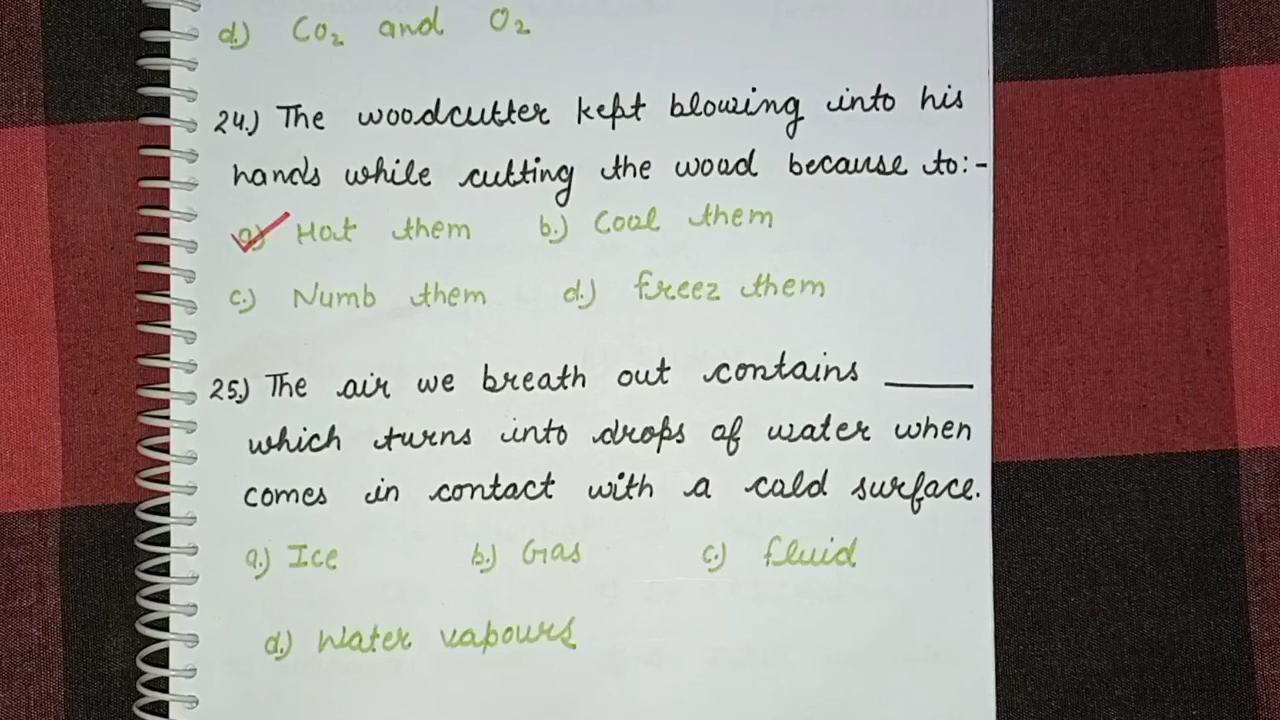 d.) CO₂ and O₂
24.) The woodcutter kept blowing into his
hands while cutting the wood because to:-
a) Hot them b.) Cool them
c.) Numb them d.) freez them
25.) The air we breath out contains ____
which turns into drops of water when
comes in contact with a cold surface.
a.) Ice b.) Gas c.) fluid
d.) Water vapours